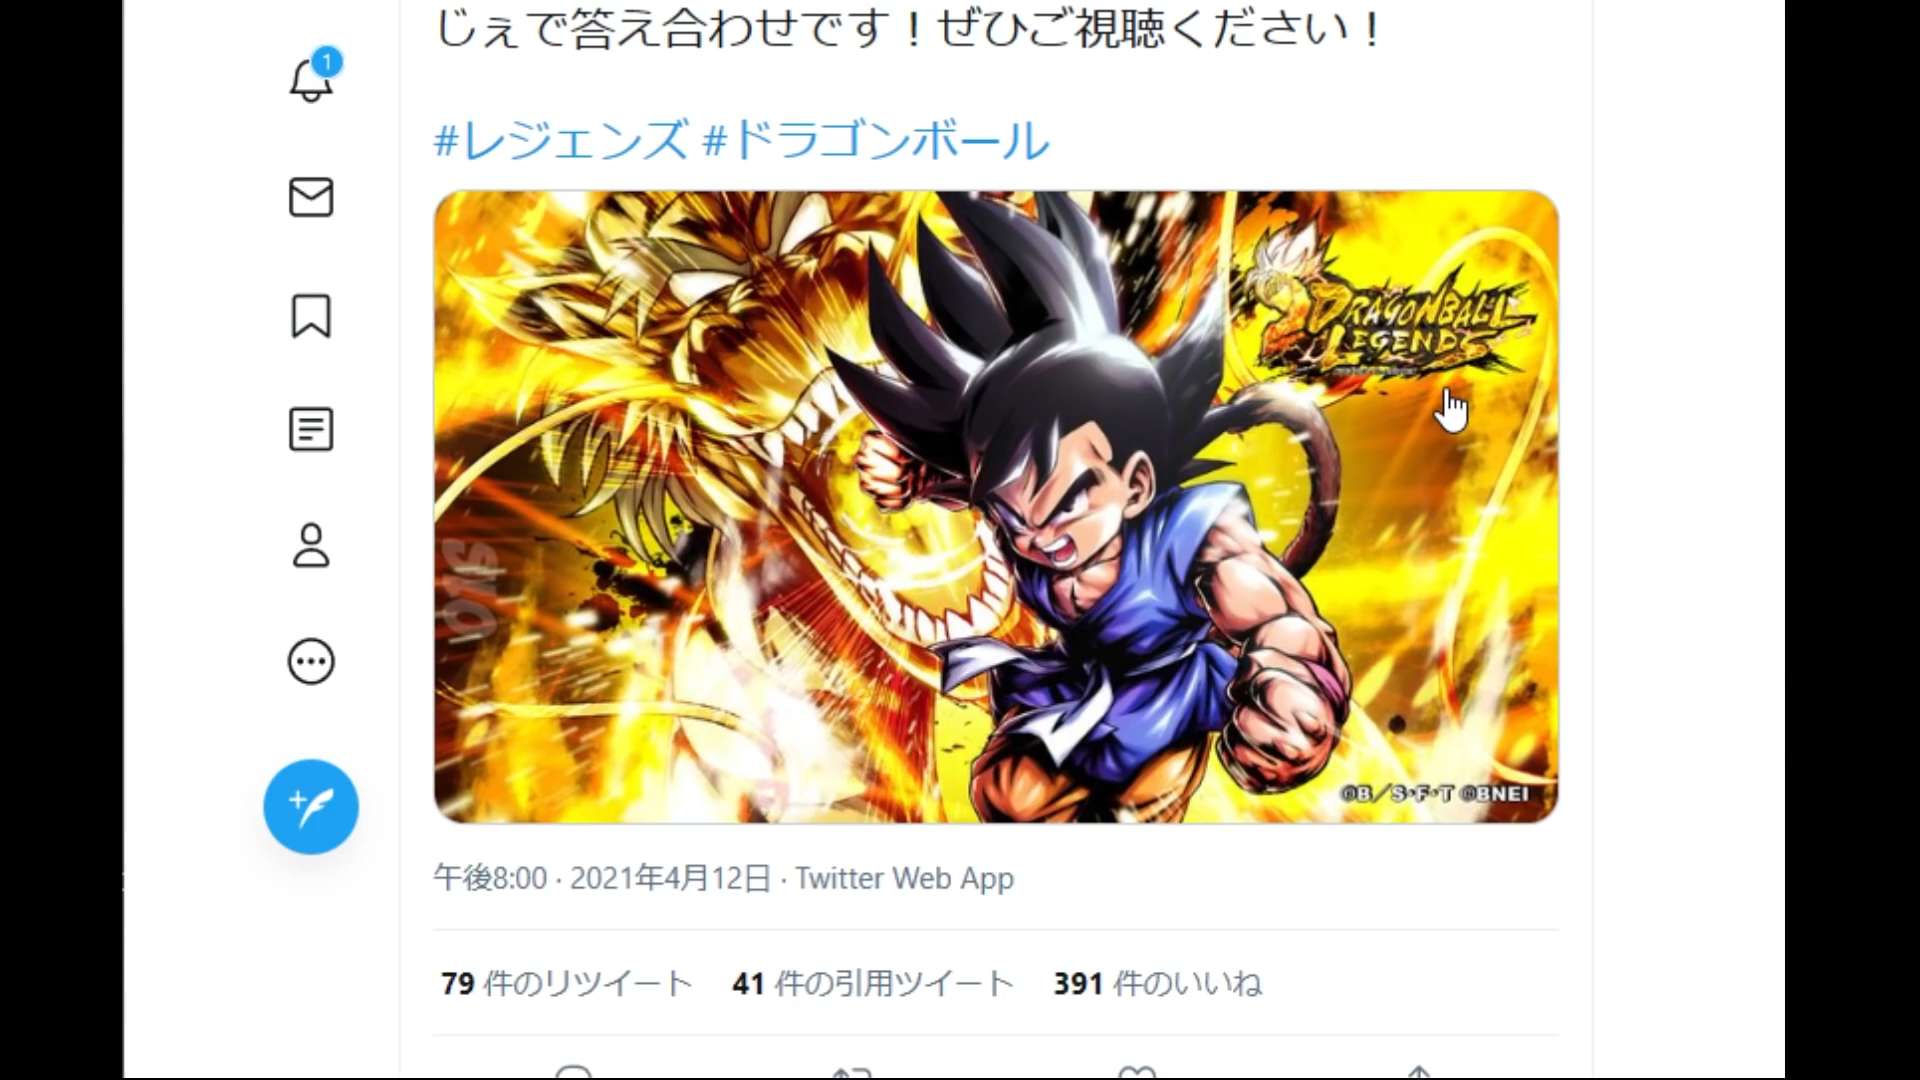 じぇで答え合わせです！ぜひご視聴ください！
#レジェンズ #ドラゴンボール
1
DRAGONBALL
LEGENDS
©B／S・F・T ©BNEI
午後8:00 · 2021年4月12日 · Twitter Web App
79 件のリツイート 41 件の引用ツイート 391 件のいいね